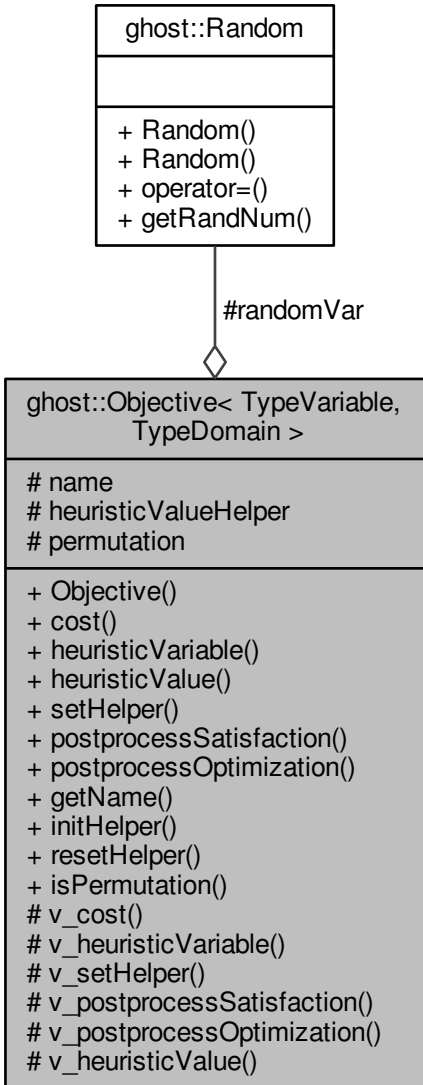 ghost::Random
+ Random()
+ Random()
+ operator=()
+ getRandNum()
#randomVar
ghost::Objective< TypeVariable,
TypeDomain >
# name
# heuristicValueHelper
# permutation
+ Objective()
+ cost()
+ heuristicVariable()
+ heuristicValue()
+ setHelper()
+ postprocessSatisfaction()
+ postprocessOptimization()
+ getName()
+ initHelper()
+ resetHelper()
+ isPermutation()
# v_cost()
# v_heuristicVariable()
# v_setHelper()
# v_postprocessSatisfaction()
# v_postprocessOptimization()
# v_heuristicValue()